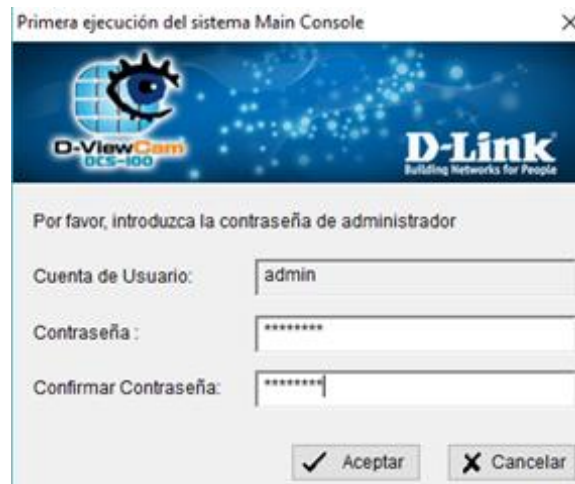 Primera ejecución del sistema Main Console
D-ViewCam
DCS-100
D-Link
Building Networks for People
Por favor, introduzca la contraseña de administrador
Cuenta de Usuario: admin
Contraseña : ********
Confirmar Contraseña: ********
Aceptar Cancelar